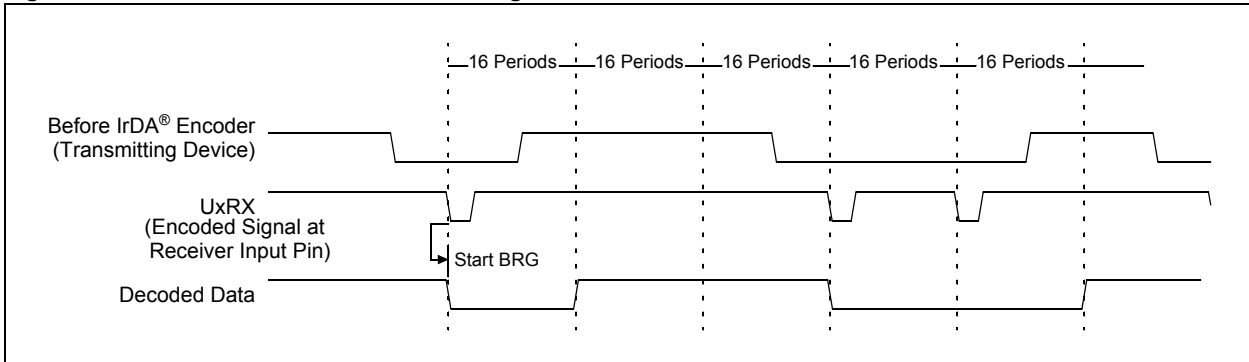 16 Periods 16 Periods 16 Periods 16 Periods 16 Periods
Before IrDA® Encoder
(Transmitting Device)
UxRX
(Encoded Signal at
Receiver Input Pin)
Start BRG
Decoded Data